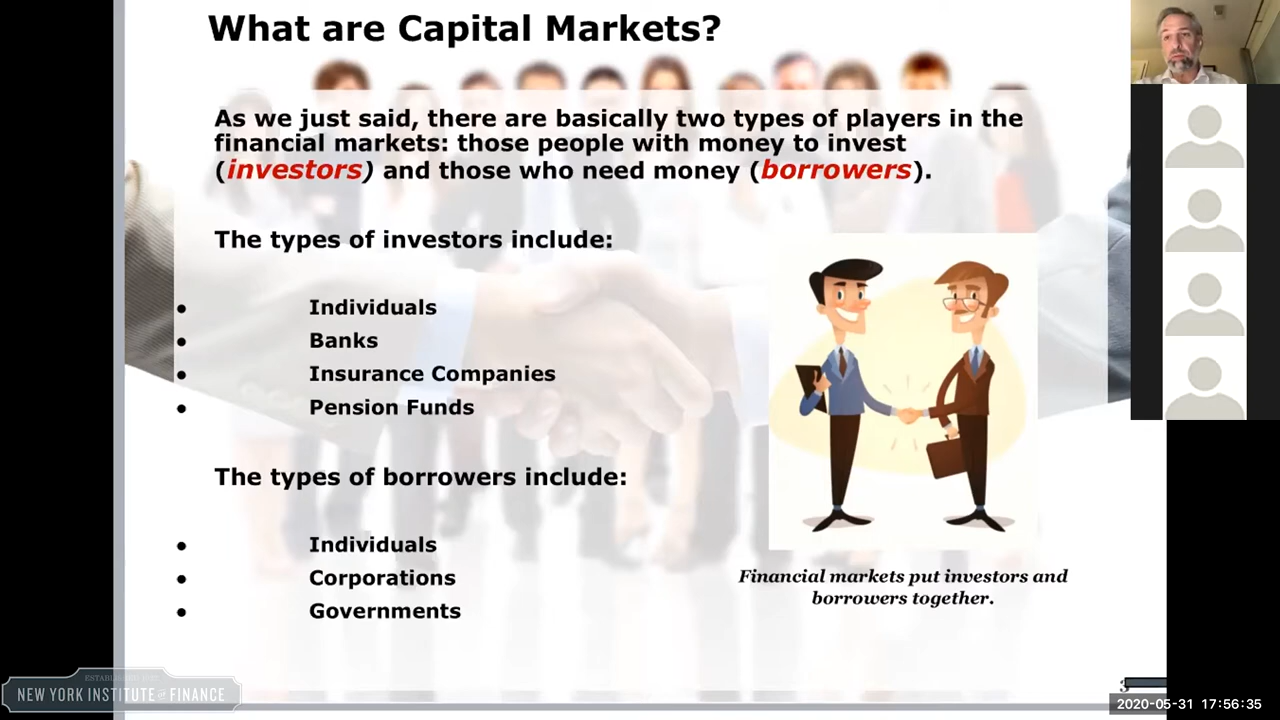 What are Capital Markets?
As we just said, there are basically two types of players in the
financial markets: those people with money to invest
(investors) and those who need money (borrowers).
The types of investors include:
• Individuals
• Banks
• Insurance Companies
• Pension Funds
The types of borrowers include:
• Individuals
• Corporations
• Governments
Financial markets put investors and
borrowers together.
NEW YORK INSTITUTE of FINANCE
3
2020-05-31 17:56:35